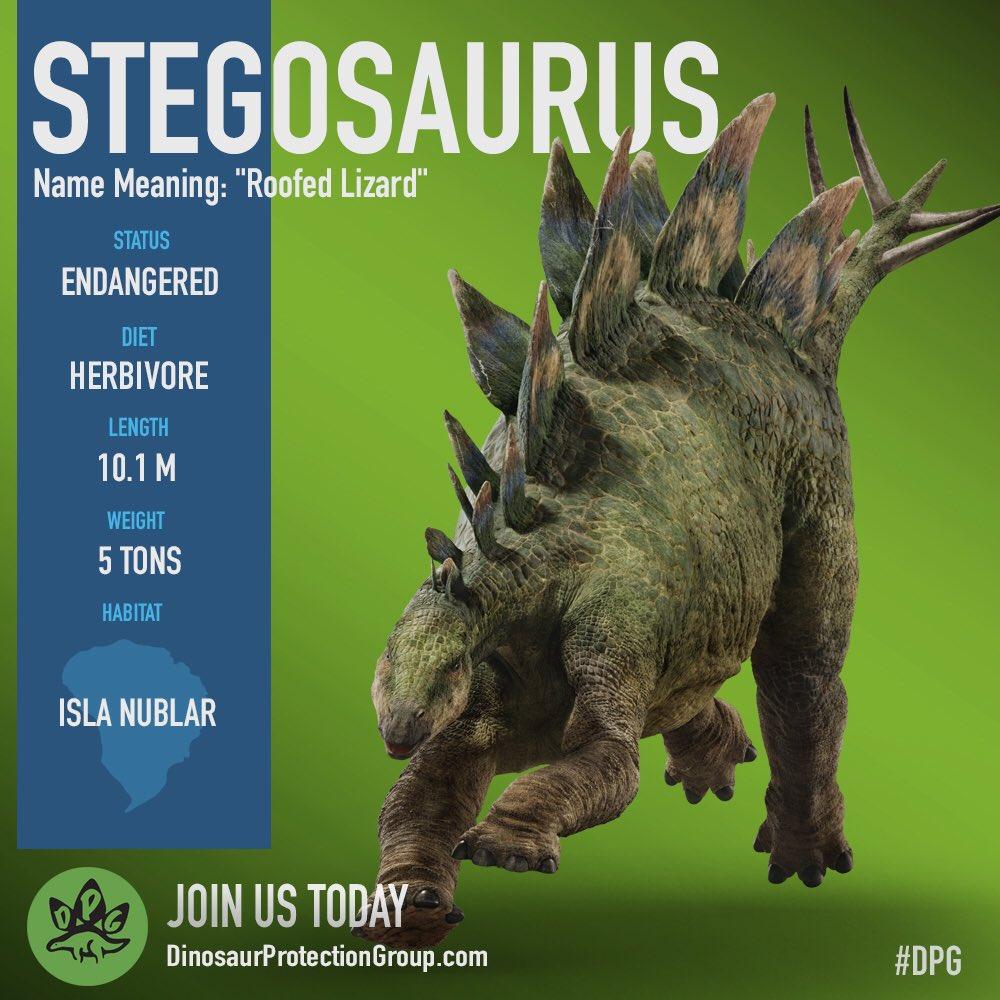 STEGOSAURUS
Name Meaning: "Roofed Lizard"
STATUS
ENDANGERED
DIET
HERBIVORE
LENGTH
10.1 M
WEIGHT
5 TONS
HABITAT
ISLA NUBLAR
DPG
JOIN US TODAY
DinosaurProtectionGroup.com
#DPG